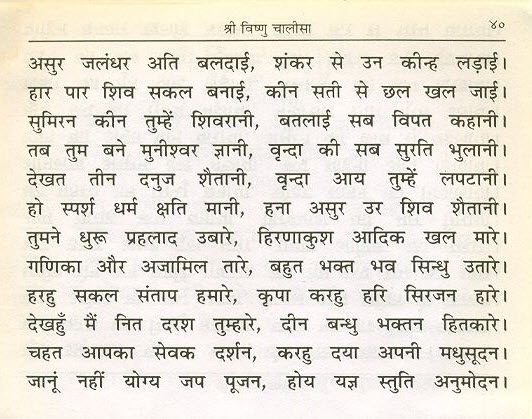 श्री विष्णु चालीसा ४०
असुर जलंधर अति बलदाई, शंकर से उन कीन्ह लड़ाई।
हार पार शिव सकल बनाई, कीन सती से छल खल जाई।
सुमिरन कीन तुम्हें शिवरानी, बतलाई सब विपत कहानी।
तब तुम बने मुनीश्वर ज्ञानी, वृन्दा की सब सुरति भुलानी।
देखत तीन दनुज शैतानी, वृन्दा आय तुम्हें लपटानी।
हो स्पर्श धर्म क्षति मानी, हना असुर उर शिव शैतानी।
तुमने धुरू प्रहलाद उबारे, हिरणाकुश आदिक खल मारे।
गणिका और अजामिल तारे, बहुत भक्त भव सिन्धु उतारे।
हरहु सकल संताप हमारे, कृपा करहु हरि सिरजन हारे।
देखहुँ मैं नित दरश तुम्हारे, दीन बन्धु भक्तन हितकारे।
चहत आपका सेवक दर्शन, करहु दया अपनी मधुसूदन।
जानूं नहीं योग्य जप पूजन, होय यज्ञ स्तुति अनुमोदन।